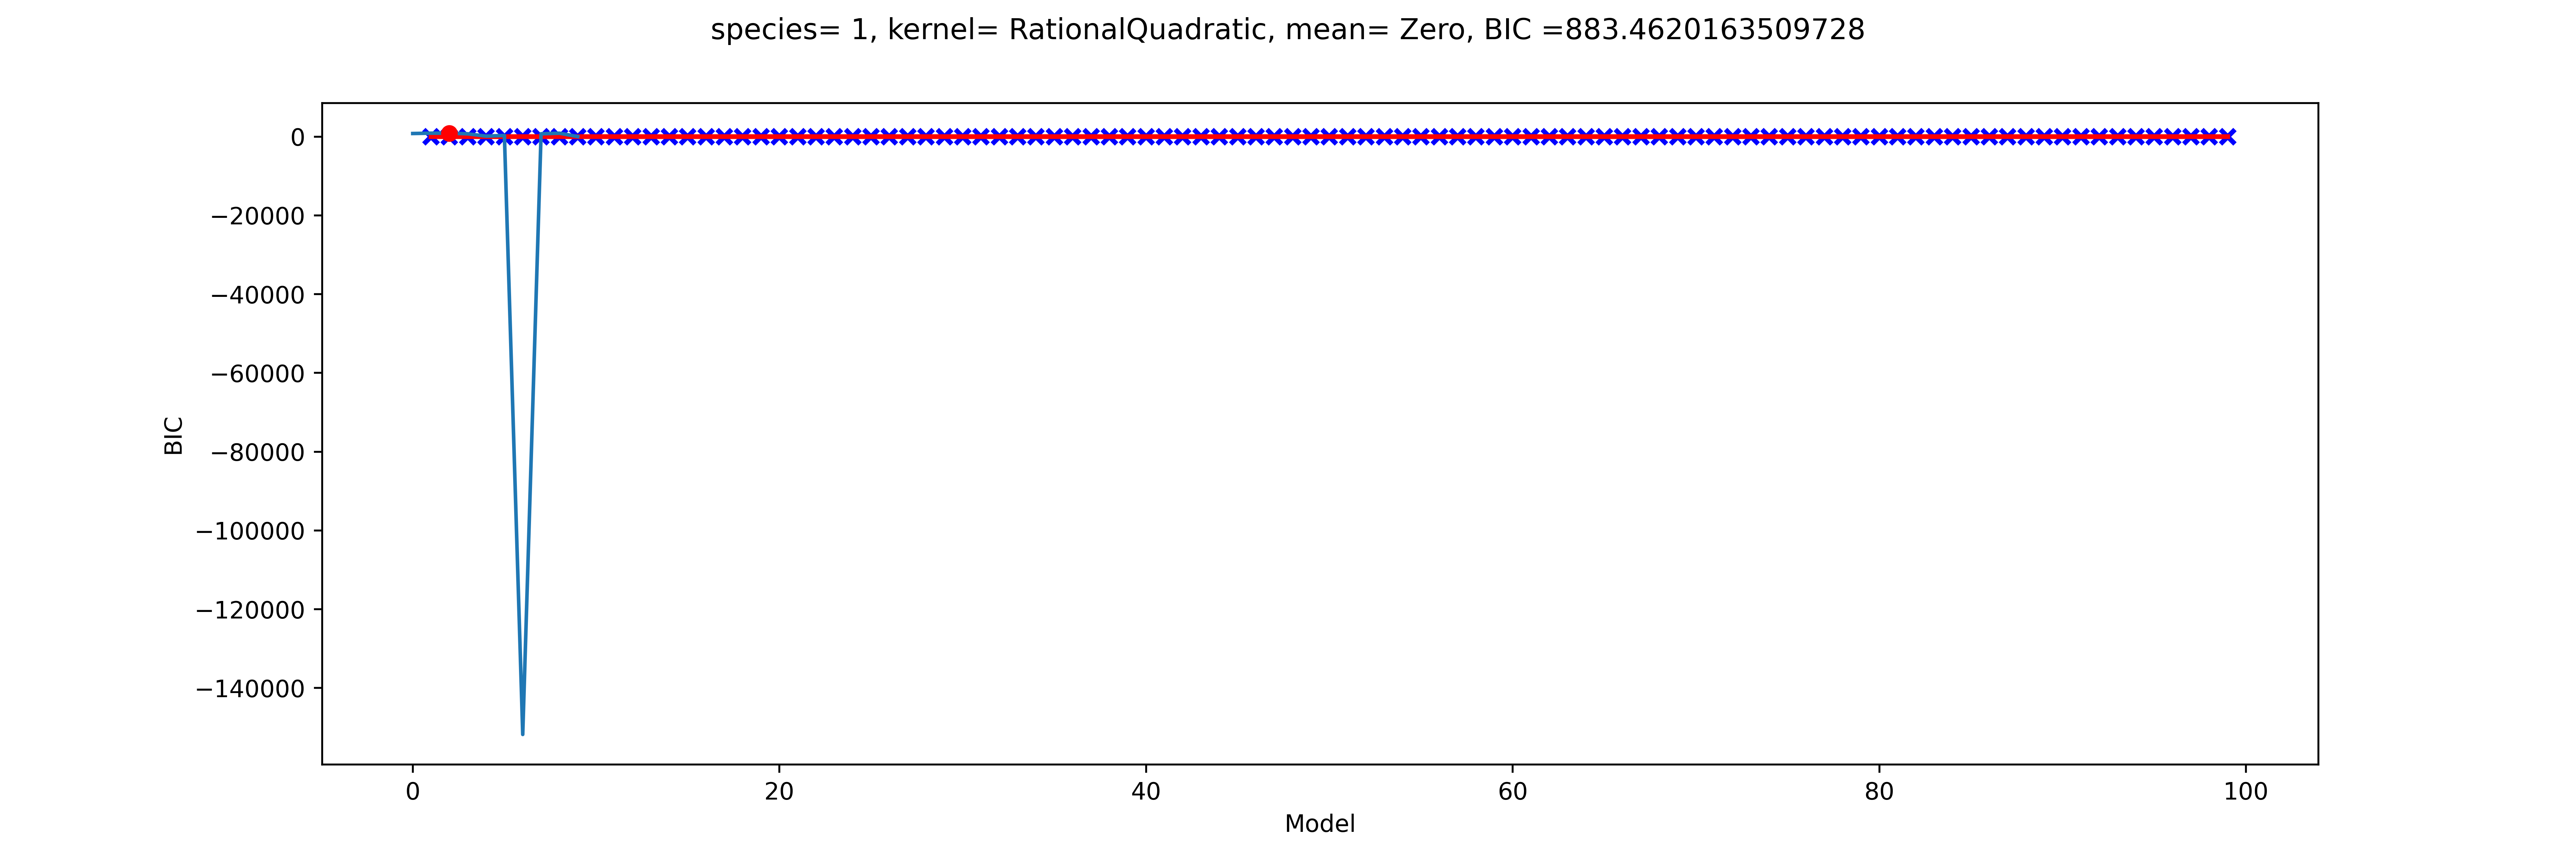 species= 1, kernel= RationalQuadratic, mean= Zero, BIC =883.4620163509728
0
−20000
−40000
−60000
BIC
−80000
−100000
−120000
−140000
0 20 40 60 80 100
Model